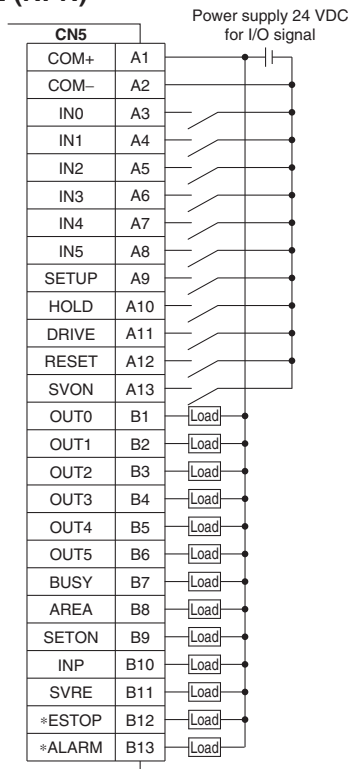 Power supply 24 VDC
for I/O signal
CN5
COM+ A1
COM– A2
IN0 A3
IN1 A4
IN2 A5
IN3 A6
IN4 A7
IN5 A8
SETUP A9
HOLD A10
DRIVE A11
RESET A12
SVON A13
OUT0 B1 Load
OUT1 B2 Load
OUT2 B3 Load
OUT3 B4 Load
OUT4 B5 Load
OUT5 B6 Load
BUSY B7 Load
AREA B8 Load
SETON B9 Load
INP B10 Load
SVRE B11 Load
*ESTOP B12 Load
*ALARM B13 Load